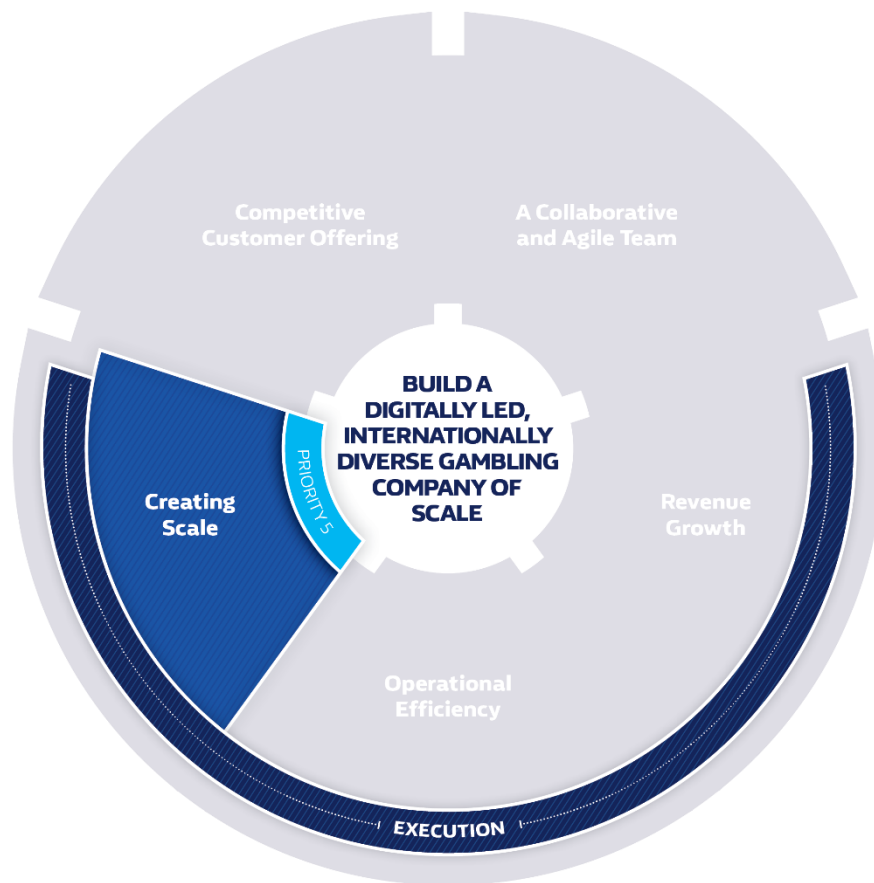 Competitive
Customer Offering
A Collaborative
and Agile Team
BUILD A
DIGITALLY LED,
INTERNATIONALLY
DIVERSE GAMBLING
COMPANY OF
SCALE
PRIORITY 5
Creating
Scale
Revenue
Growth
Operational
Efficiency
EXECUTION